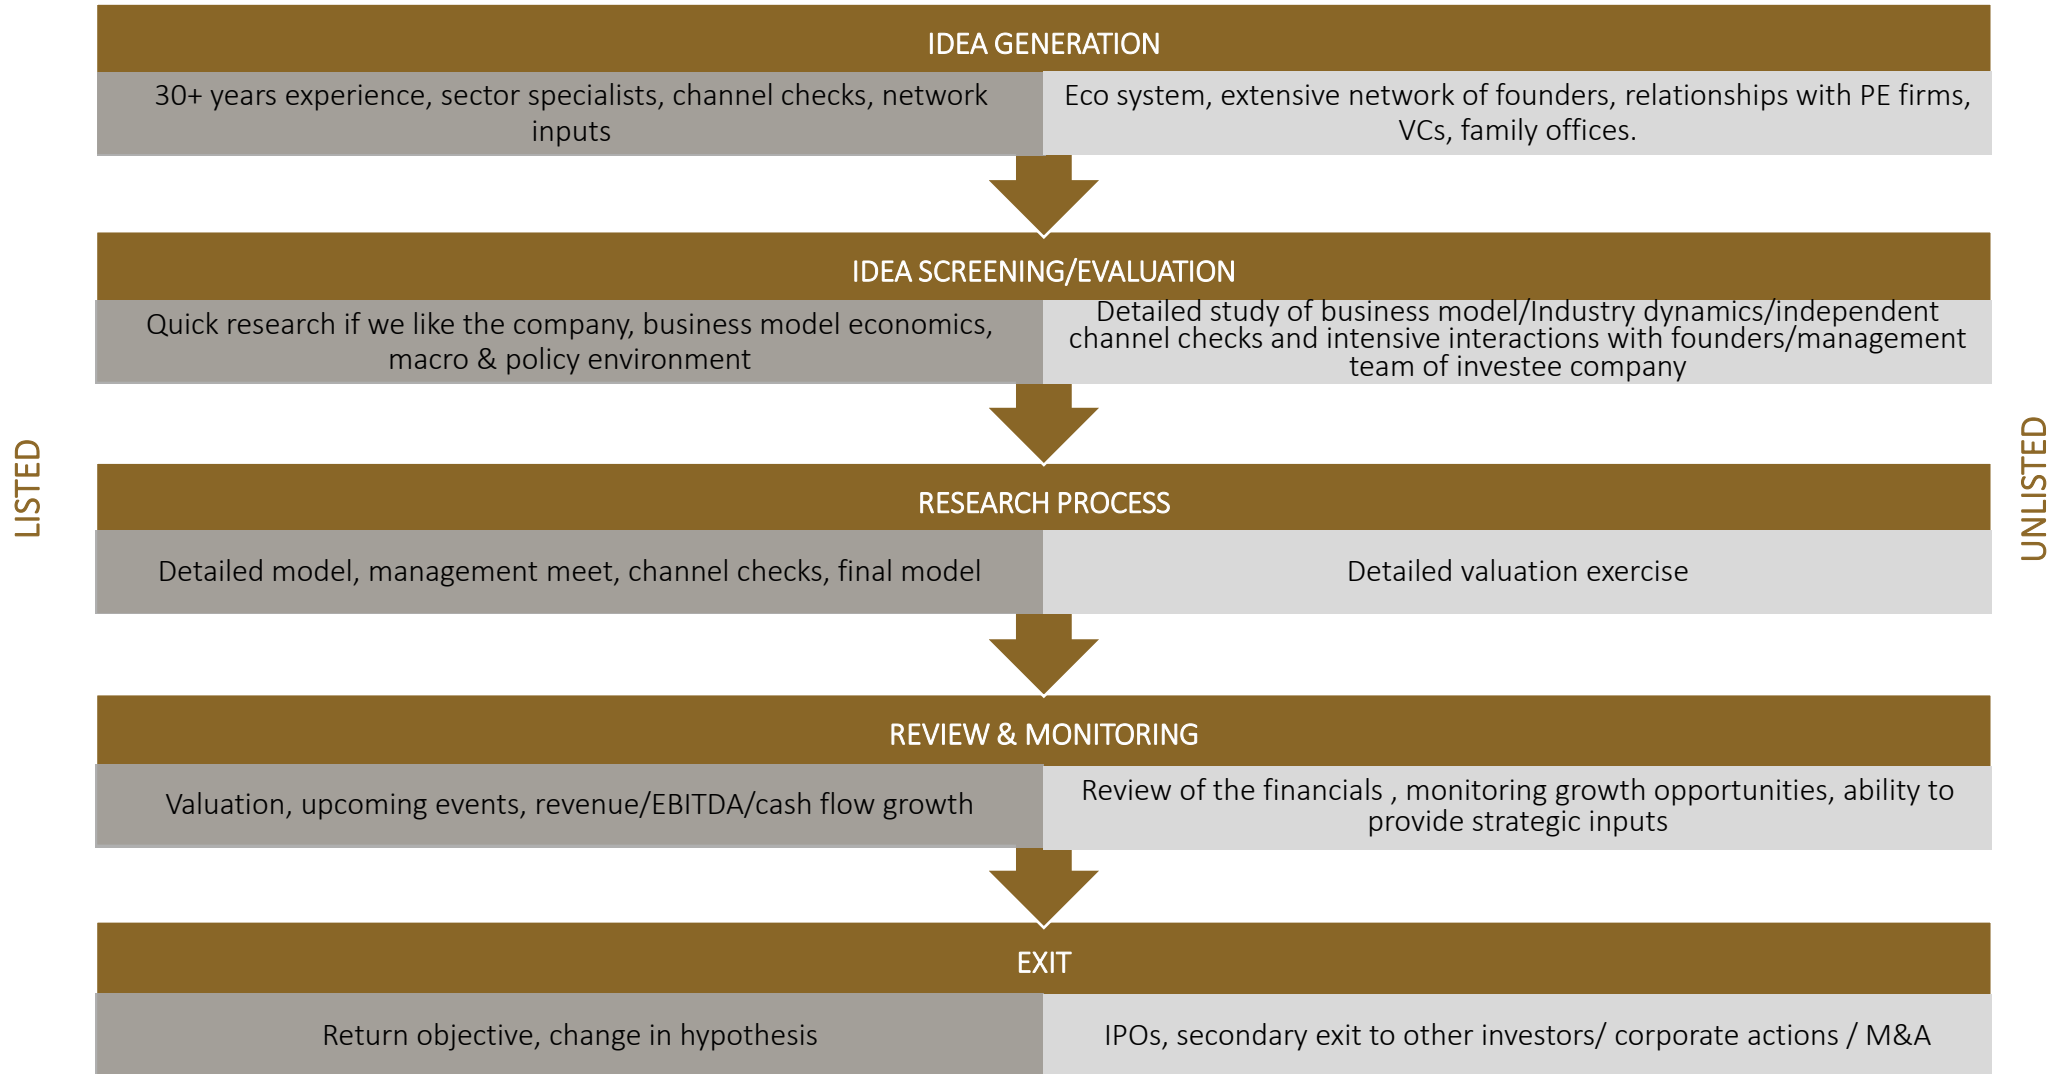 IDEA GENERATION
30+ years experience, sector specialists, channel checks, network
inputs
Eco system, extensive network of founders, relationships with PE firms,
VCs, family offices.
IDEA SCREENING/EVALUATION
Quick research if we like the company, business model economics,
macro & policy environment
Detailed study of business model/Industry dynamics/independent
channel checks and intensive interactions with founders/management
team of investee company
LISTED
UNLISTED
RESEARCH PROCESS
Detailed model, management meet, channel checks, final model
Detailed valuation exercise
REVIEW & MONITORING
Valuation, upcoming events, revenue/EBITDA/cash flow growth
Review of the financials , monitoring growth opportunities, ability to
provide strategic inputs
EXIT
Return objective, change in hypothesis
IPOs, secondary exit to other investors/ corporate actions / M&A